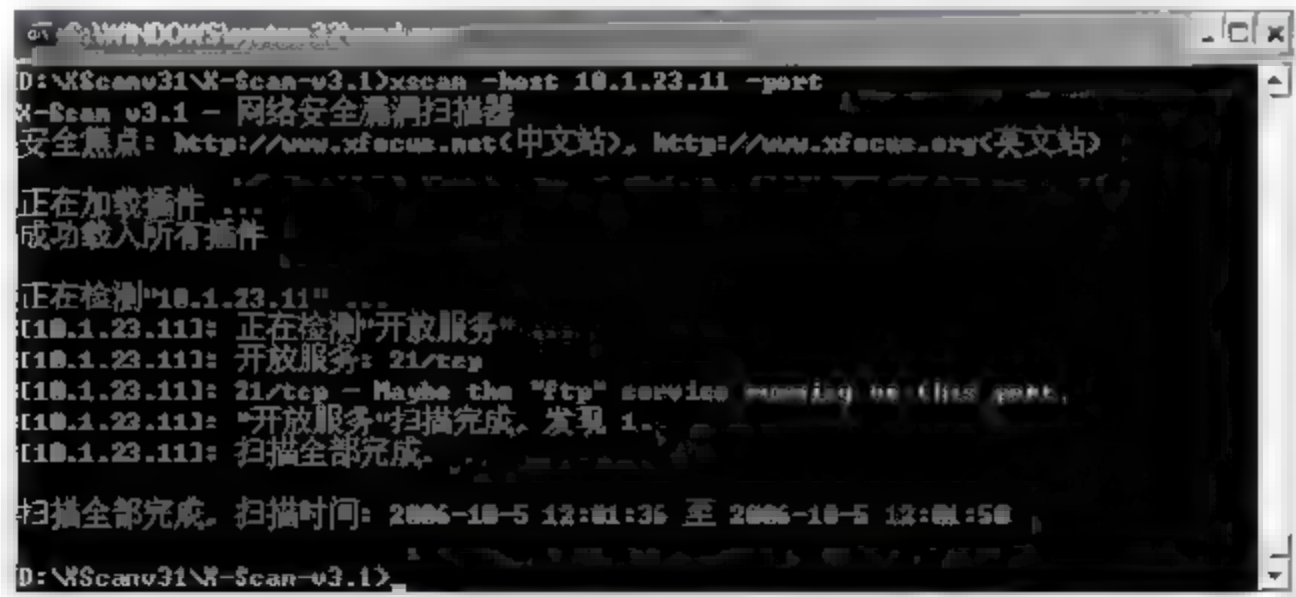 D:\XScanv31\X-Scan-v3.1>xscan -host 10.1.23.11 -port
X-Scan v3.1 - 网络安全漏洞扫描器
安全焦点: http://www.xfocus.net<中文站>, http://www.xfocus.org<英文站>
正在加载插件 ...
成功载入所有插件
正在检测"10.1.23.11" ...
[10.1.23.11]: 正在检测"开放服务" ...
[10.1.23.11]: 开放服务: 21/tcp
[10.1.23.11]: 21/tcp - Maybe the "ftp" service running on this port.
[10.1.23.11]: "开放服务"扫描完成, 发现 1.
[10.1.23.11]: 扫描全部完成.
扫描全部完成. 扫描时间: 2006-10-5 12:01:36 至 2006-10-5 12:01:50
D:\XScanv31\X-Scan-v3.1>_